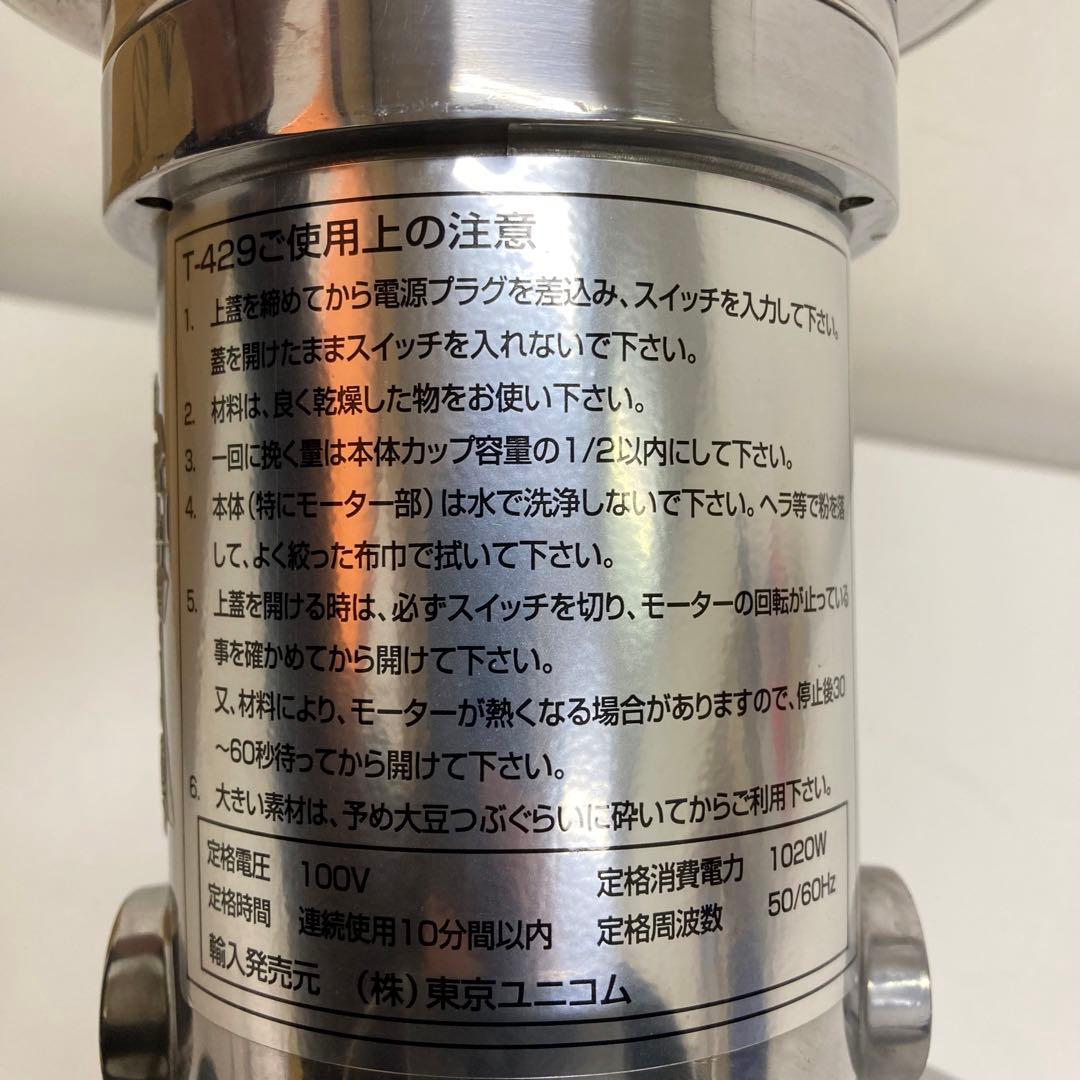 T-429ご使用上の注意
1. 上蓋を締めてから電源プラグを差込み、スイッチを入力して下さい。
蓋を開けたままスイッチを入れないで下さい。
2. 材料は、良く乾燥した物をお使い下さい。
3. 一回に挽く量は本体カップ容量の1/2以内にして下さい。
4. 本体(特にモーター部)は水で洗浄しないで下さい。ヘラ等で粉を落
して、よく絞った布巾で拭いて下さい。
5. 上蓋を開ける時は、必ずスイッチを切り、モーターの回転が止っている
事を確かめてから開けて下さい。
又、材料により、モーターが熱くなる場合がありますので、停止後30
～60秒待ってから開けて下さい。
6. 大きい素材は、予め大豆つぶぐらいに砕いてからご利用下さい。
定格電圧 100V 定格消費電力 1020W
定格時間 連続使用10分間以内 定格周波数 50/60Hz
輸入発売元 (株)東京ユニコム